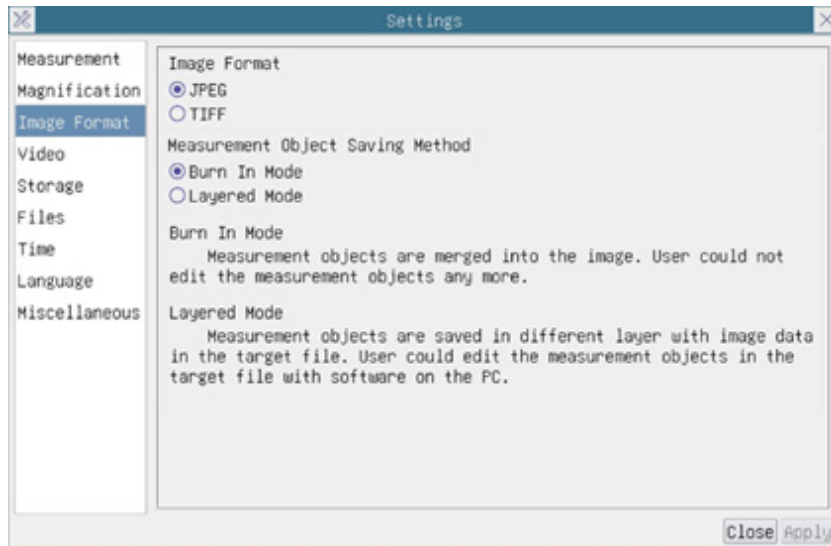 Settings
Measurement
Magnification
Image Format
Video
Storage
Files
Time
Language
Miscellaneous
Image Format
JPEG
TIFF
Measurement Object Saving Method
Burn In Mode
Layered Mode
Burn In Mode
Measurement objects are merged into the image. User could not
edit the measurement objects any more.
Layered Mode
Measurement objects are saved in different layer with image data
in the target file. User could edit the measurement objects in the
target file with software on the PC.
Close Apply